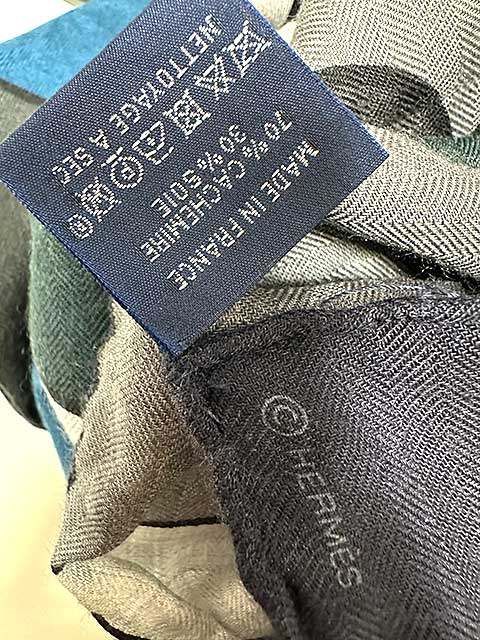 MADE IN FRANCE
70% CACHEMIRE
30% SOIE
NETTOYAGE A SEC
© HERMÈS